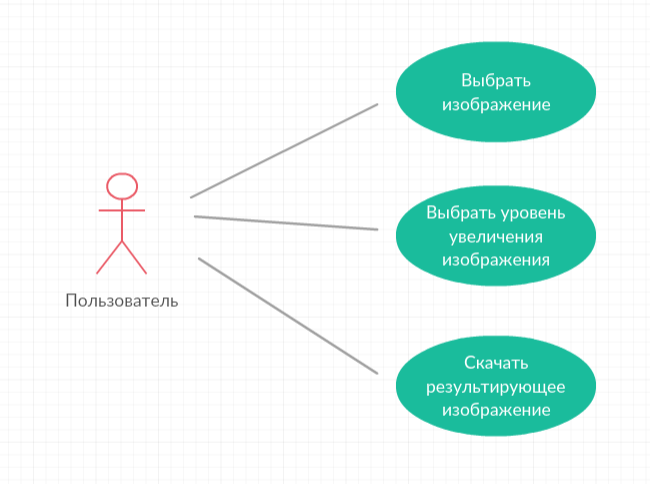 Выбрать
изображение
Выбрать уровень
увеличения
изображения
Пользователь
Скачать
результирующее
изображение